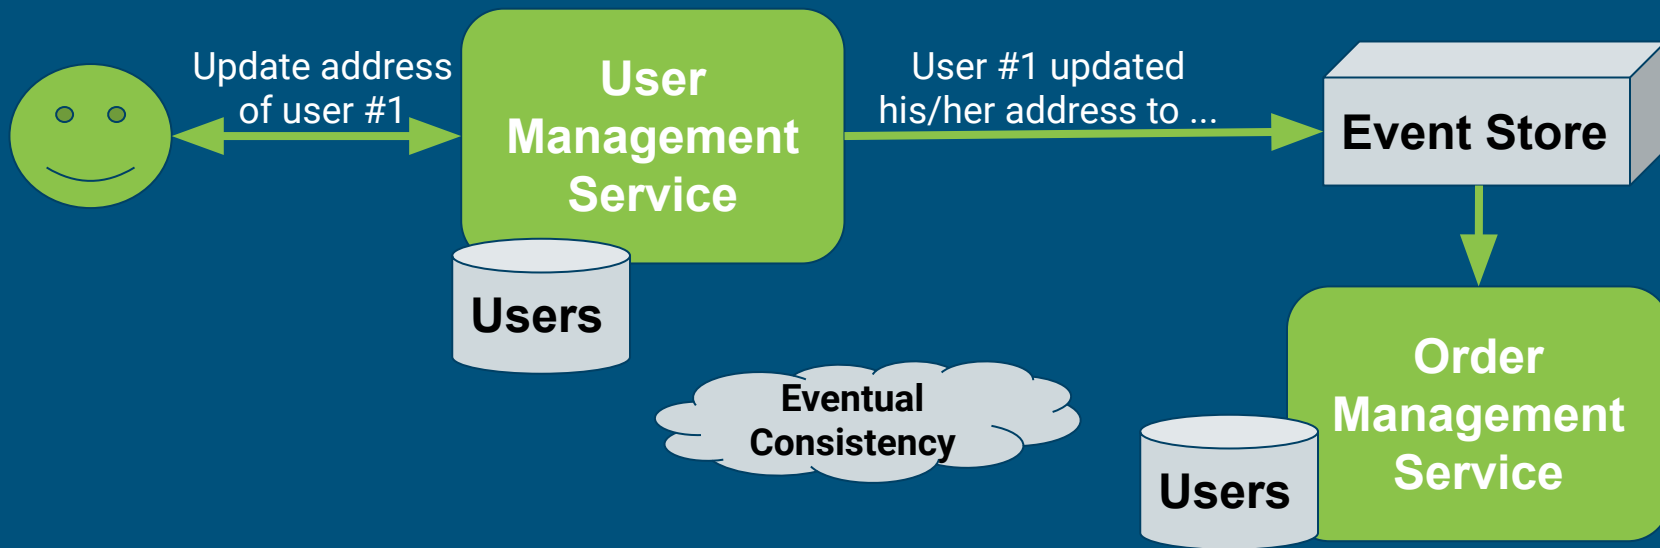 Update address
of user #1
User
Management
Service
User #1 updated
his/her address to ...
Event Store
Users
Eventual
Consistency
Order
Management
Service
Users